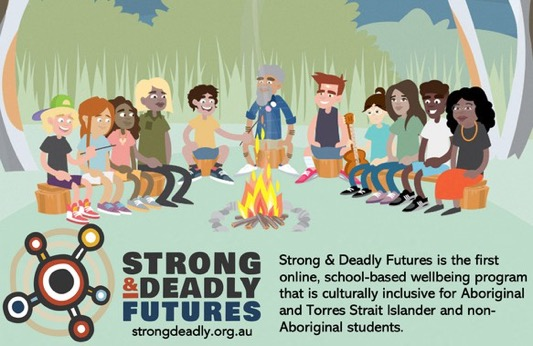 STRONG
& DEADLY
FUTURES
strongdeadly.org.au
Strong & Deadly Futures is the first
online, school-based wellbeing program
that is culturally inclusive for Aboriginal
and Torres Strait Islander and non-
Aboriginal students.